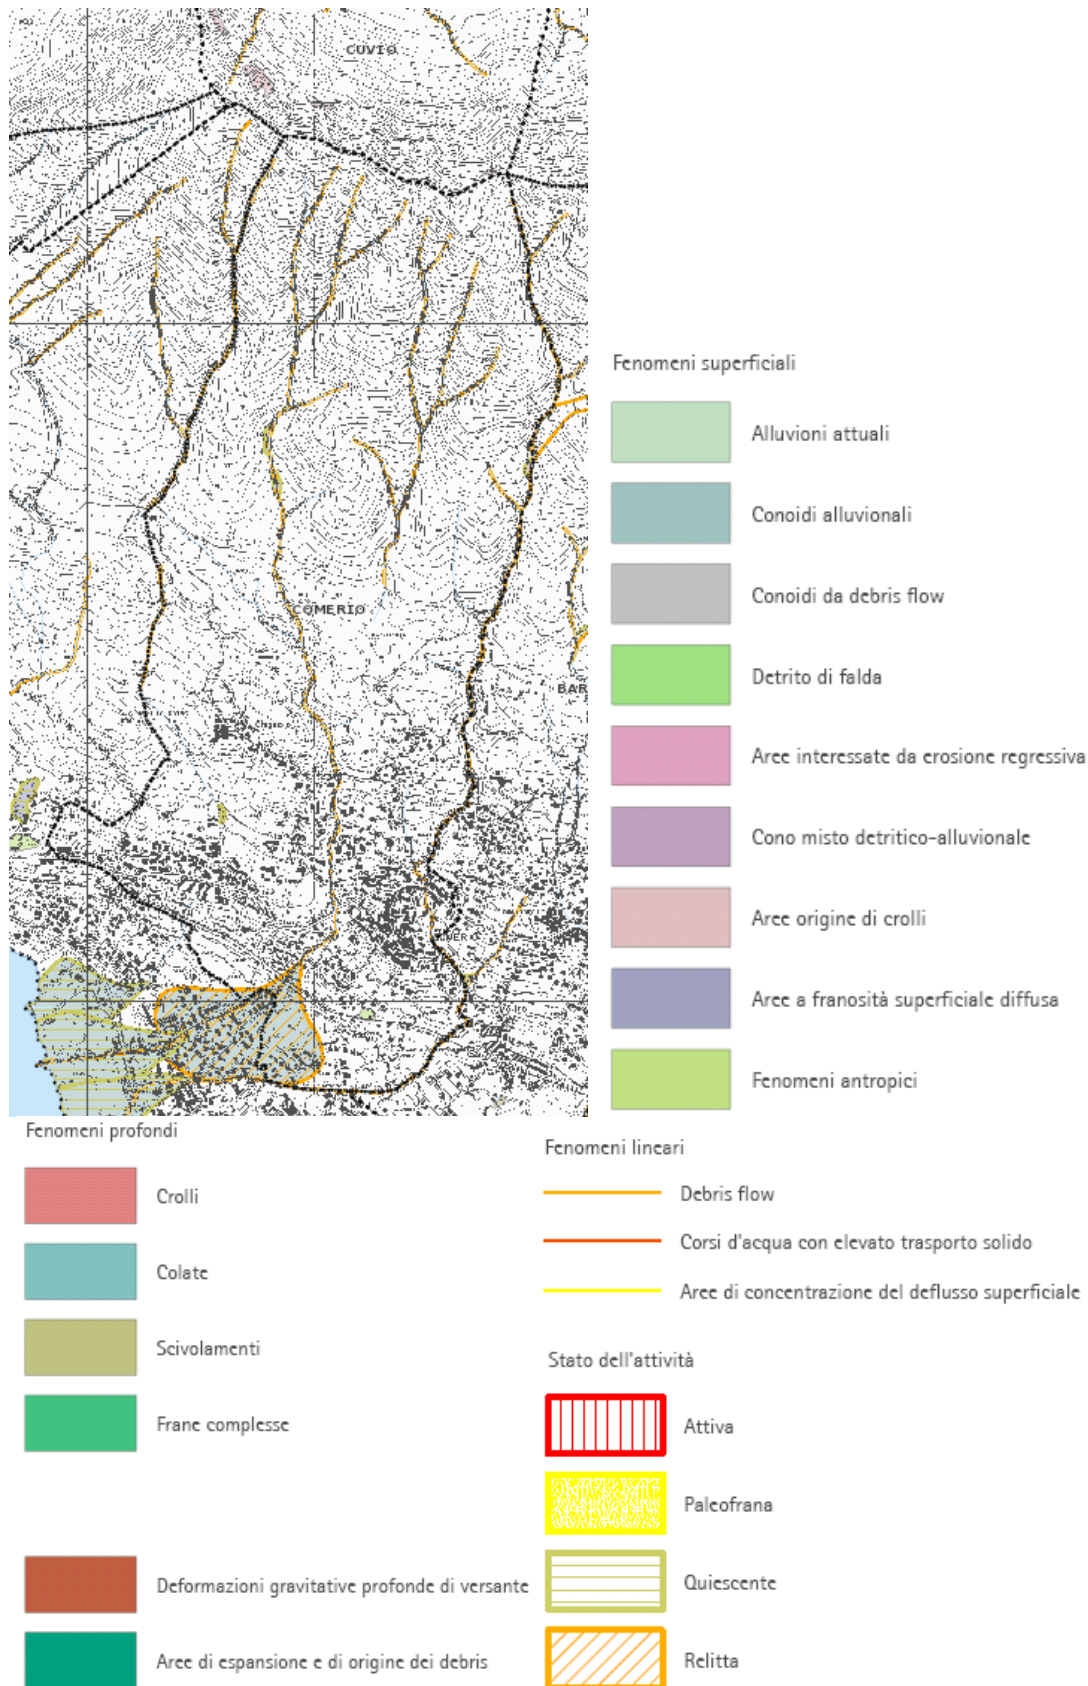 CUVIO
COMERIO
BAR
Fenomeni superficiali
Alluvioni attuali
Conoidi alluvionali
Conoidi da debris flow
Detrito di falda
Aree interessate da erosione regressiva
Cono misto detritico-alluvionale
Aree origine di crolli
Aree a franosità superficiale diffusa
Fenomeni antropici
Fenomeni profondi
Crolli
Colate
Scivolamenti
Frane complesse
Deformazioni gravitative profonde di versante
Aree di espansione e di origine dei debris
Fenomeni lineari
Debris flow
Corsi d'acqua con elevato trasporto solido
Aree di concentrazione del deflusso superficiale
Stato dell'attività
Attiva
Paleofrana
Quiescente
Relitta